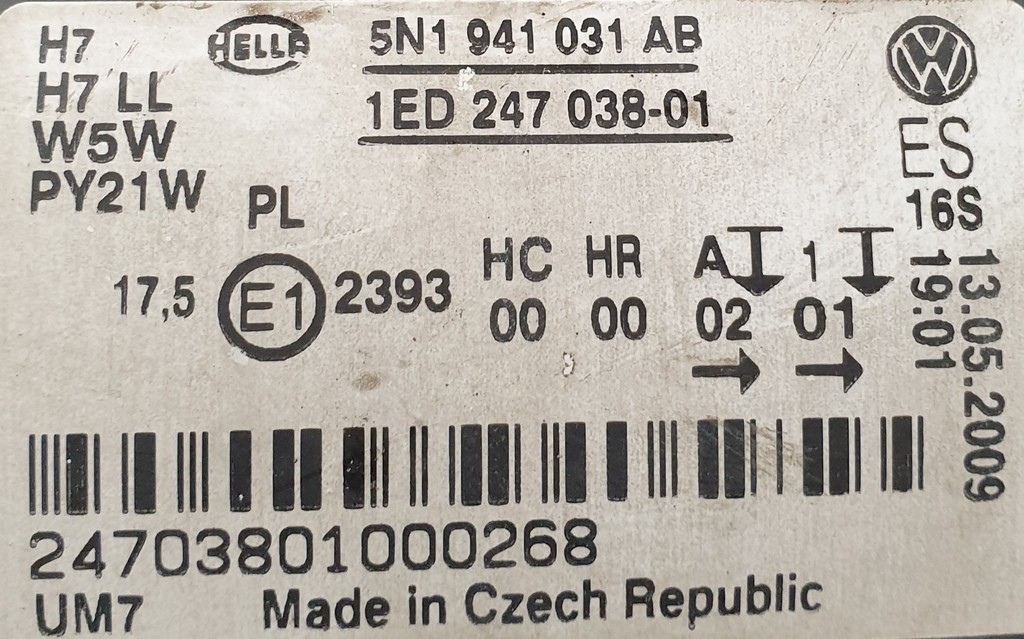 H7
H7 LL
W5W
PY21W
HELLA
5N1 941 031 AB
1ED 247 038-01
VW
ES
16S
PL
17,5
E1
2393
HC HR A 1
00 00 02 01
13.05.2009
19:01
24703801000268
UM7
Made in Czech Republic